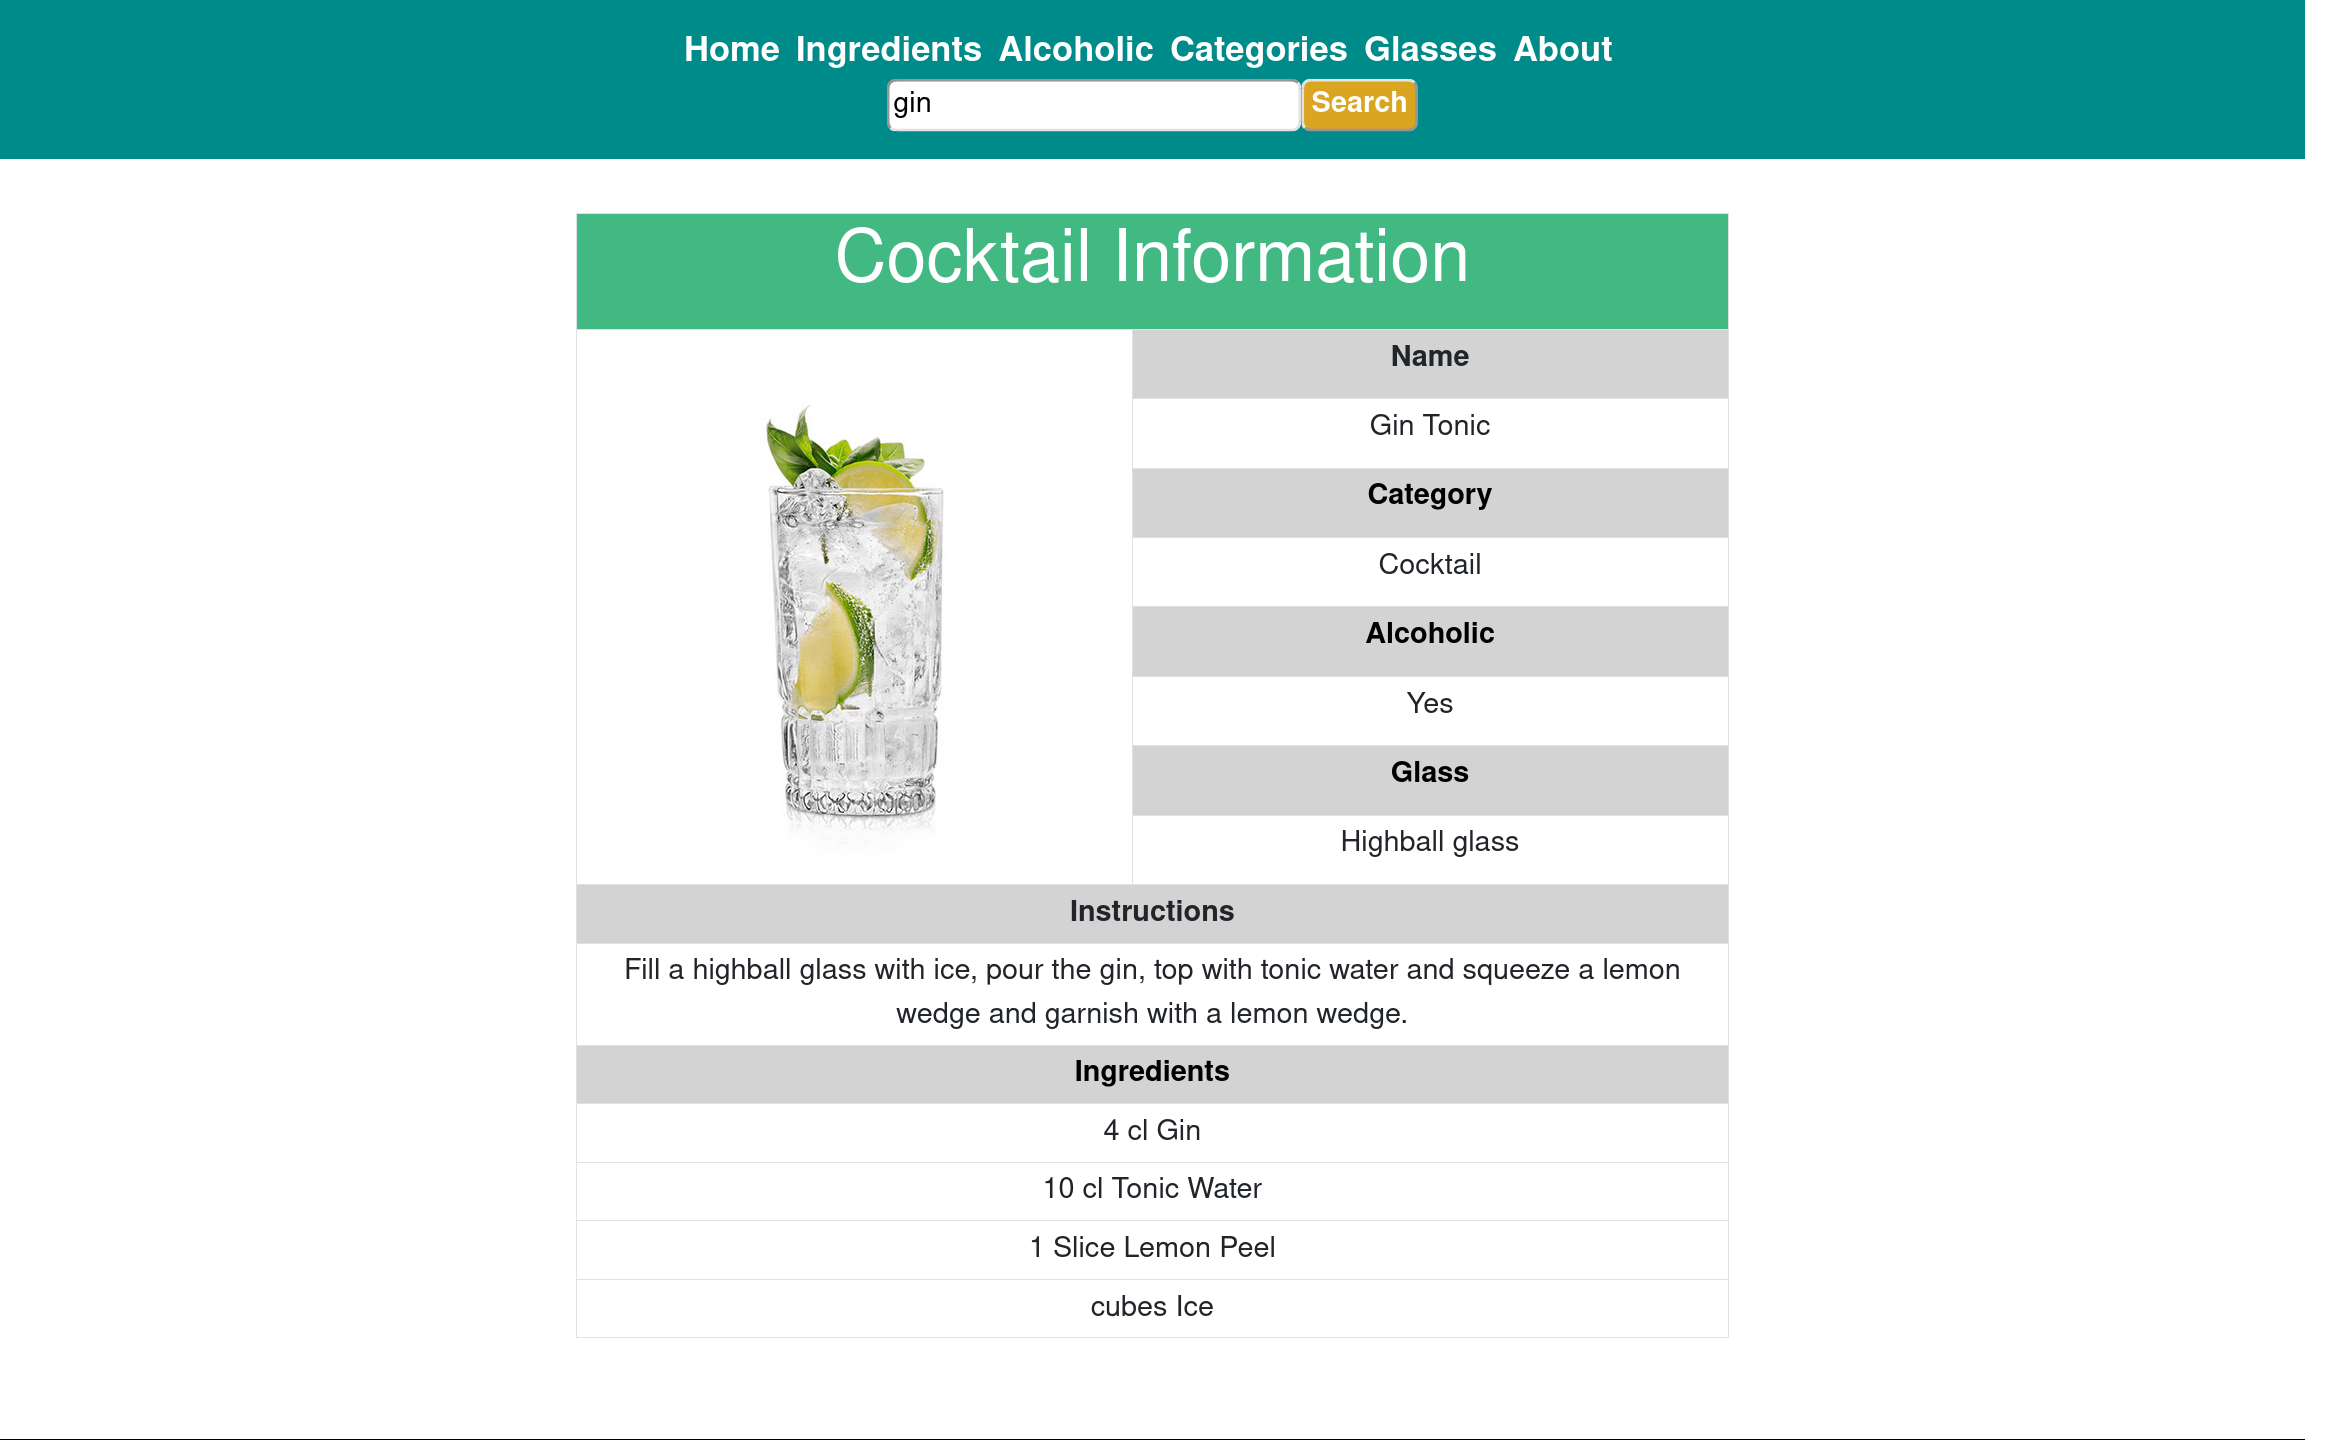 Home Ingredients Alcoholic Categories Glasses About
gin Search
Cocktail Information
Name
Gin Tonic
Category
Cocktail
Alcoholic
Yes
Glass
Highball glass
Instructions
Fill a highball glass with ice, pour the gin, top with tonic water and squeeze a lemon
wedge and garnish with a lemon wedge.
Ingredients
4 cl Gin
10 cl Tonic Water
1 Slice Lemon Peel
cubes Ice